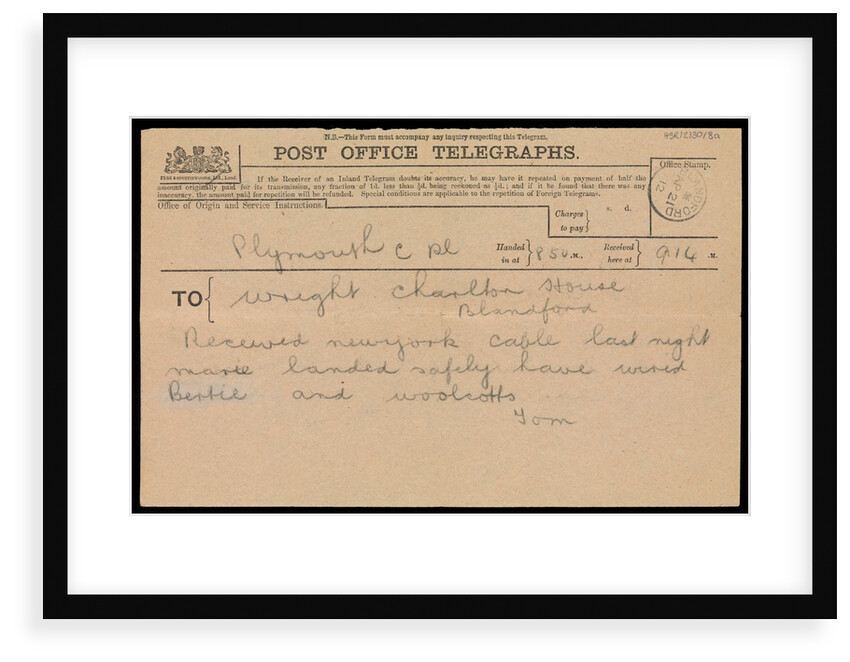 N.B.—This Form must accompany any inquiry respecting this Telegram.
POST OFFICE TELEGRAPHS.
If the Receiver of an Inland Telegram doubts its accuracy, he may have it repeated on payment of half the
amount originally paid for its transmission, any fraction of 1d. less than ½d. being reckoned as ½d.; and if it be found that there was any
inaccuracy, the amount paid for repetition will be refunded. Special conditions are applicable to the repetition of Foreign Telegrams.
Office of Origin and Service Instructions.
Office Stamp.
AP 21
12
Charges to pay
s. d.
Plymouth C Pl
Handed in at 8 50 .M.,
Received here at 9.14 .M.
TO Wright Charlton House
Blandford
Received newyork cable last night
marie landed safely have wired
Bertie and woolcotts
Tom